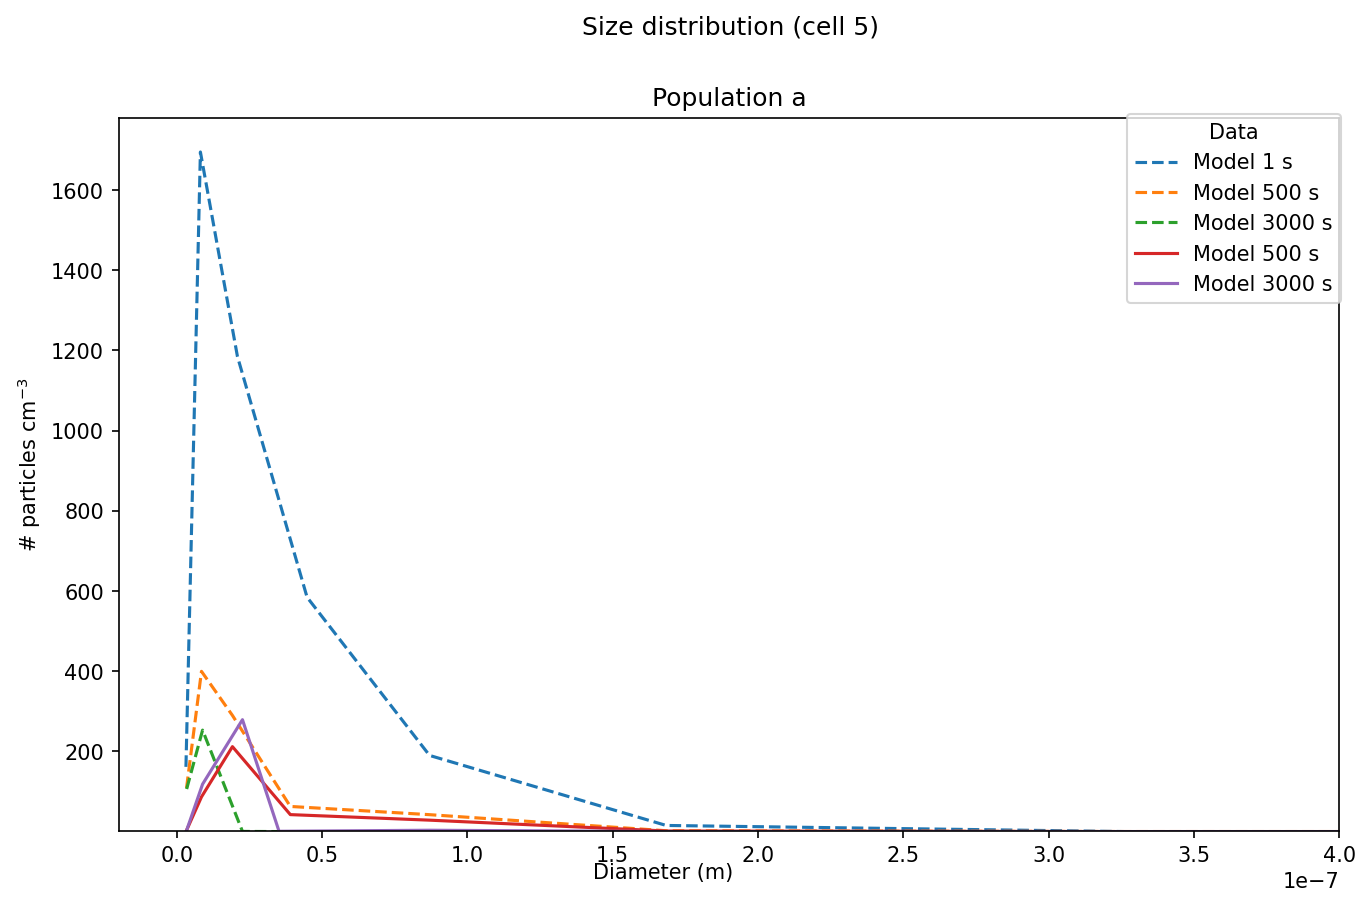 Size distribution (cell 5)
Population a
Data
Model 1 s
Model 500 s
Model 3000 s
Model 500 s
Model 3000 s
# particles cm⁻³
1600
1400
1200
1000
800
600
400
200
0.0 0.5 1.0 1.5 2.0 2.5 3.0 3.5 4.0
Diameter (m)
1e−7